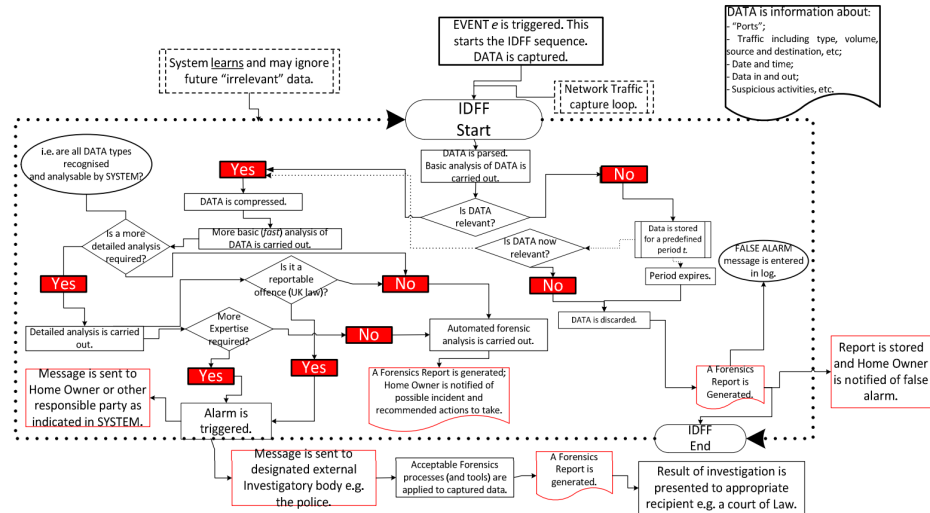 EVENT e is triggered. This
starts the IDFF sequence.
DATA is captured.
DATA is information about:
- “Ports”;
- Traffic including type, volume,
source and destination, etc;
- Date and time;
- Data in and out;
- Suspicious activities, etc.
System learns and may ignore
future “irrelevant” data.
Network Traffic
capture loop.
IDFF
Start
i.e. are all DATA types
recognised
and analysable by SYSTEM?
DATA is parsed.
Basic analysis of DATA is
carried out.
Yes
No
DATA is compressed.
Is DATA
relevant?
Data is stored
for a predefined
period t.
More basic (fast) analysis of
DATA is carried out.
Is a more
detailed analysis
required?
Is DATA now
relevant?
FALSE ALARM
message is entered
in log.
Is it a
reportable
offence (UK law)?
Yes
No
No
Period expires.
More
Expertise
required?
Detailed analysis is carried
out.
No
Automated forensic
analysis is carried out.
DATA is discarded.
Yes
Yes
Message is sent to
Home Owner or other
responsible party as
indicated in SYSTEM.
A Forensics Report is generated;
Home Owner is notified of
possible incident and
recommended actions to take.
A Forensics
Report is
Generated.
Report is stored
and Home Owner
is notified of false
alarm.
Alarm is
triggered.
IDFF
End
Message is sent to
designated external
Investigatory body e.g.
the police.
Acceptable Forensics
processes (and tools) are
applied to captured data.
A Forensics
Report is
generated.
Result of investigation is
presented to appropriate
recipient e.g. a court of Law.